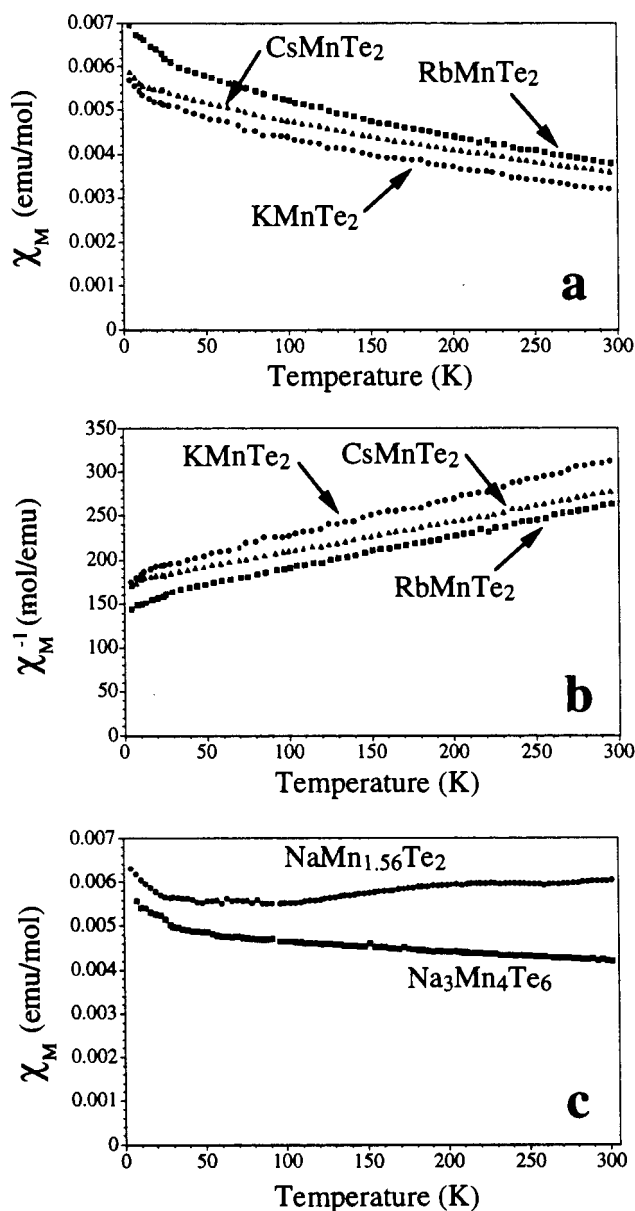 0.007
0.006
0.005
0.004
0.003
0.002
0.001
0
χM (emu/mol)
CsMnTe2
RbMnTe2
KMnTe2
a
0 50 100 150 200 250 300
Temperature (K)
350
300
250
200
150
100
50
0
χM-1 (mol/emu)
KMnTe2
CsMnTe2
RbMnTe2
b
0 50 100 150 200 250 300
Temperature (K)
0.007
0.006
0.005
0.004
0.003
0.002
0.001
0
χM (emu/mol)
NaMn1.56Te2
Na3Mn4Te6
c
0 50 100 150 200 250 300
Temperature (K)